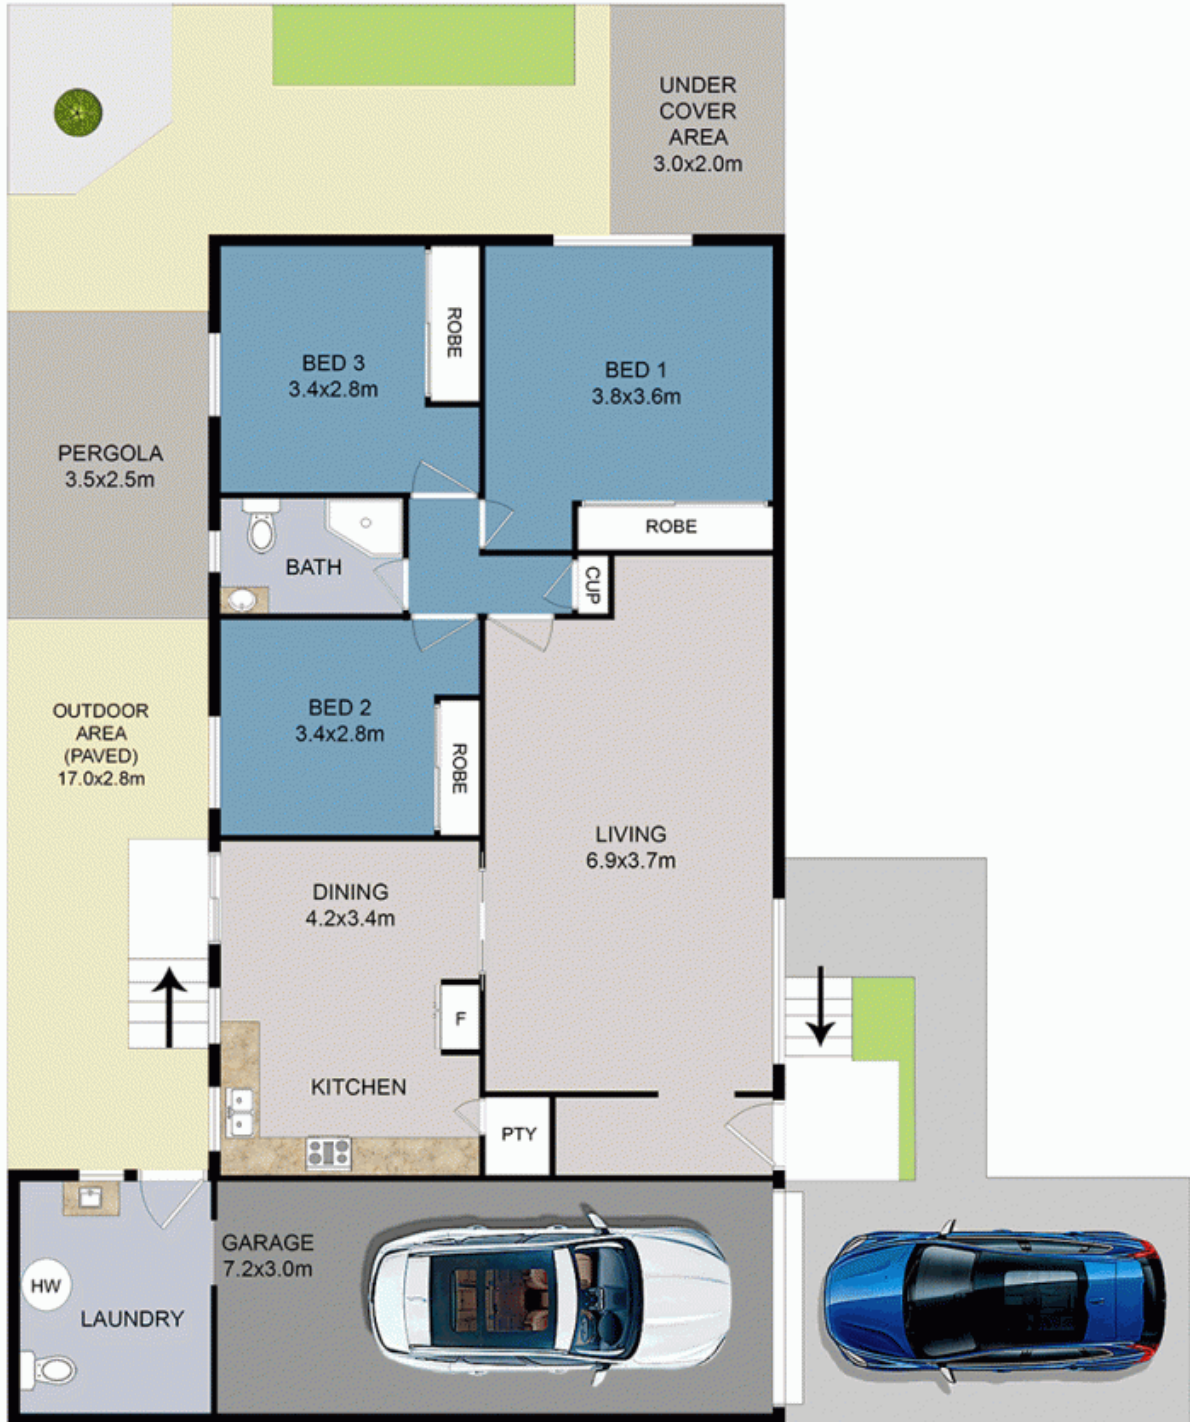 UNDER
COVER
AREA
3.0x2.0m
BED 3
3.4x2.8m
ROBE
BED 1
3.8x3.6m
PERGOLA
3.5x2.5m
ROBE
BATH
CUP
OUTDOOR
AREA
(PAVED)
17.0x2.8m
BED 2
3.4x2.8m
ROBE
LIVING
6.9x3.7m
DINING
4.2x3.4m
F
KITCHEN
PTY
GARAGE
7.2x3.0m
HW
LAUNDRY